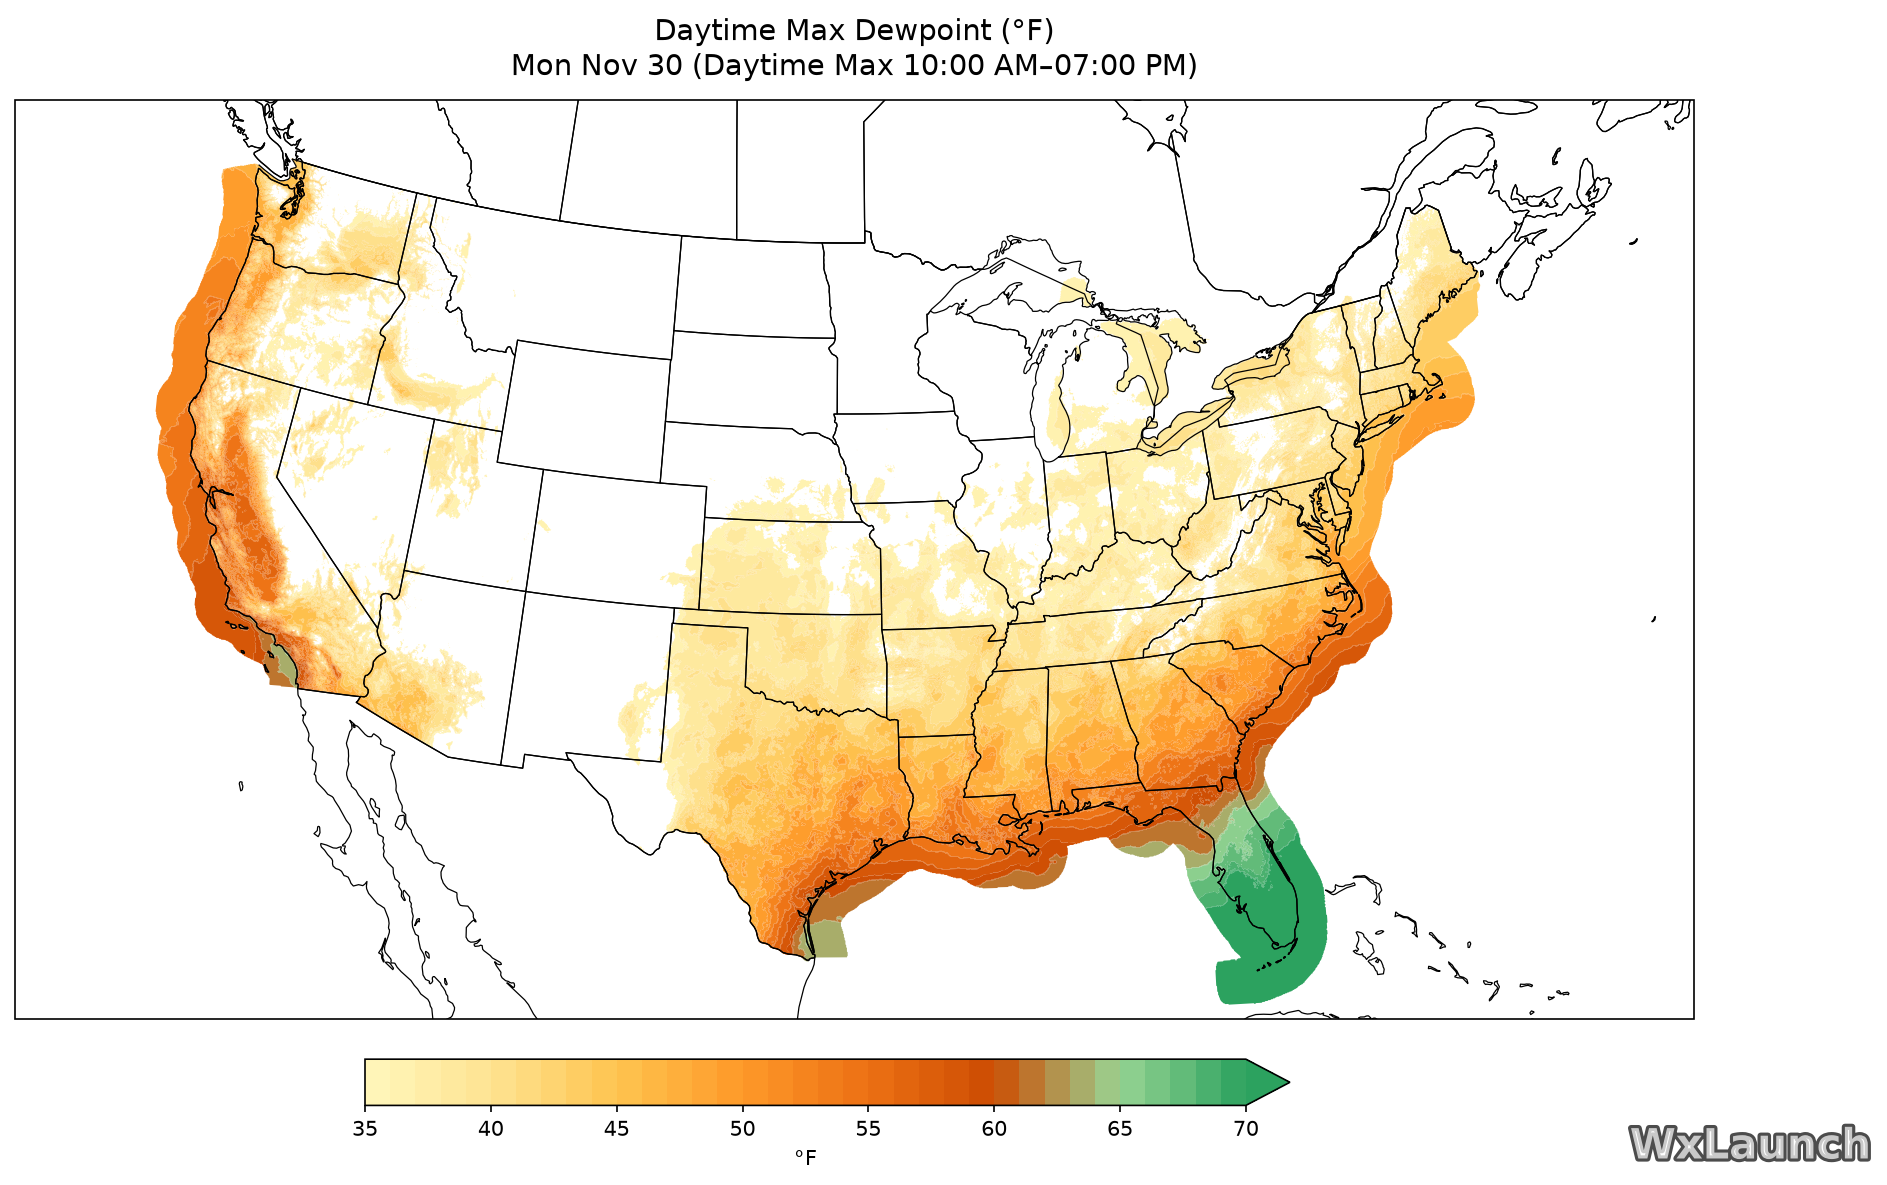 Daytime Max Dewpoint (°F)
Mon Nov 30 (Daytime Max 10:00 AM–07:00 PM)
35 40 45 50 55 60 65 70
°F
WxLaunch